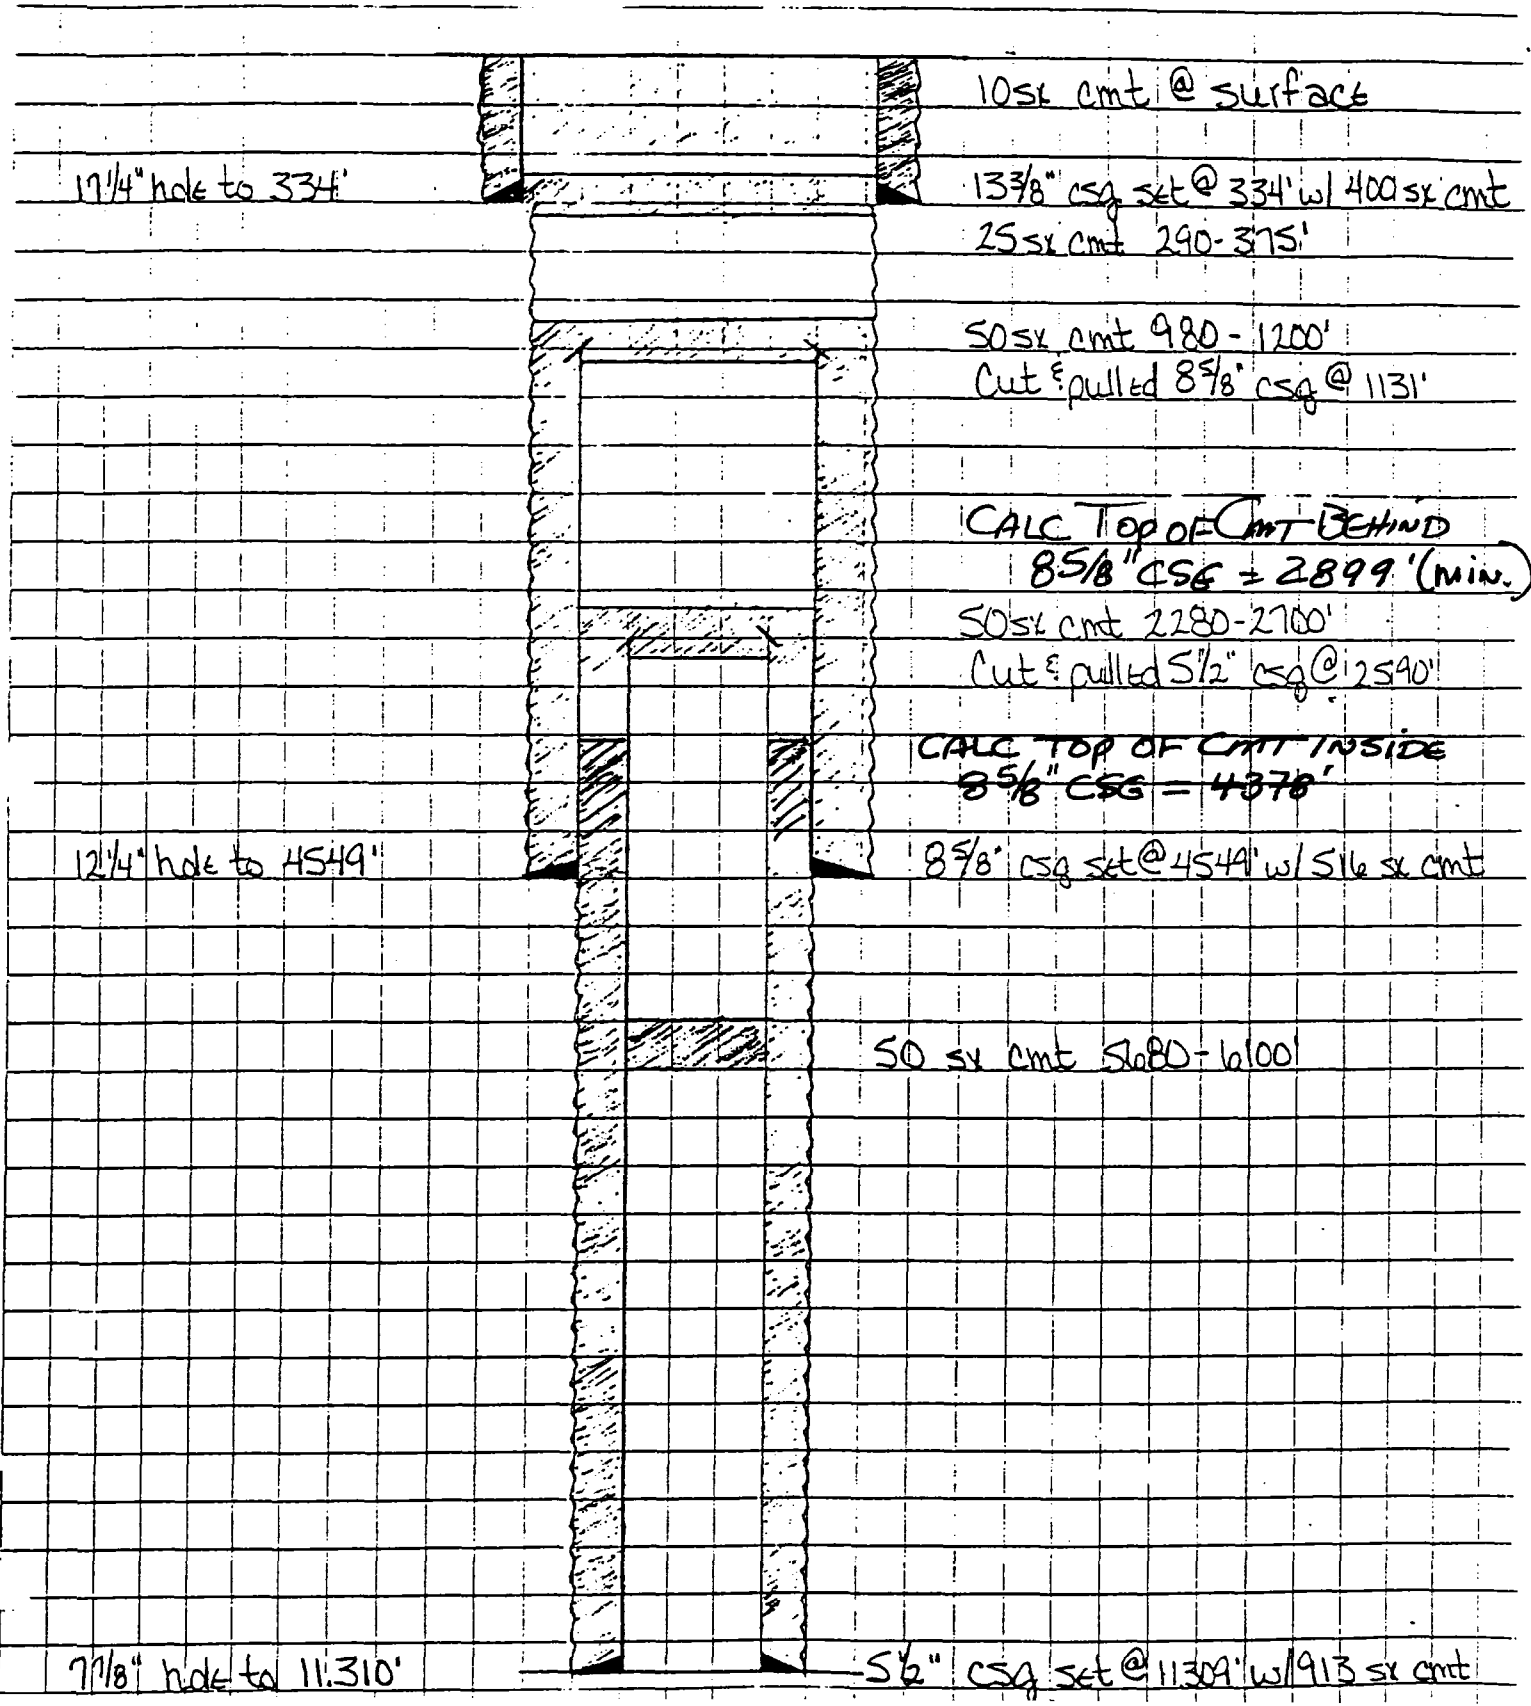 10 sx cmt @ surface
17 1/4" hole to 334'
13 3/8" csg set @ 334' w/ 400 sx cmt
25 sx cmt 290-375'
50 sx cmt 980-1200'
Cut & pulled 8 5/8" csg @ 1131'
CALC TOP OF CMT BEHIND
8 5/8" CSG = 2899' (MIN.)
50 sx cmt 2280-2700'
Cut & pulled 5 1/2" csg @ 2590'
CALC TOP OF CMT INSIDE
8 5/8" CSG = 4378'
12 1/4" hole to 4549'
8 5/8" csg set @ 4549' w/ 516 sx cmt
50 sx cmt 5680-6100'
7 7/8" hole to 11,310'
5 1/2" csg set @ 11309' w/ 913 sx cmt